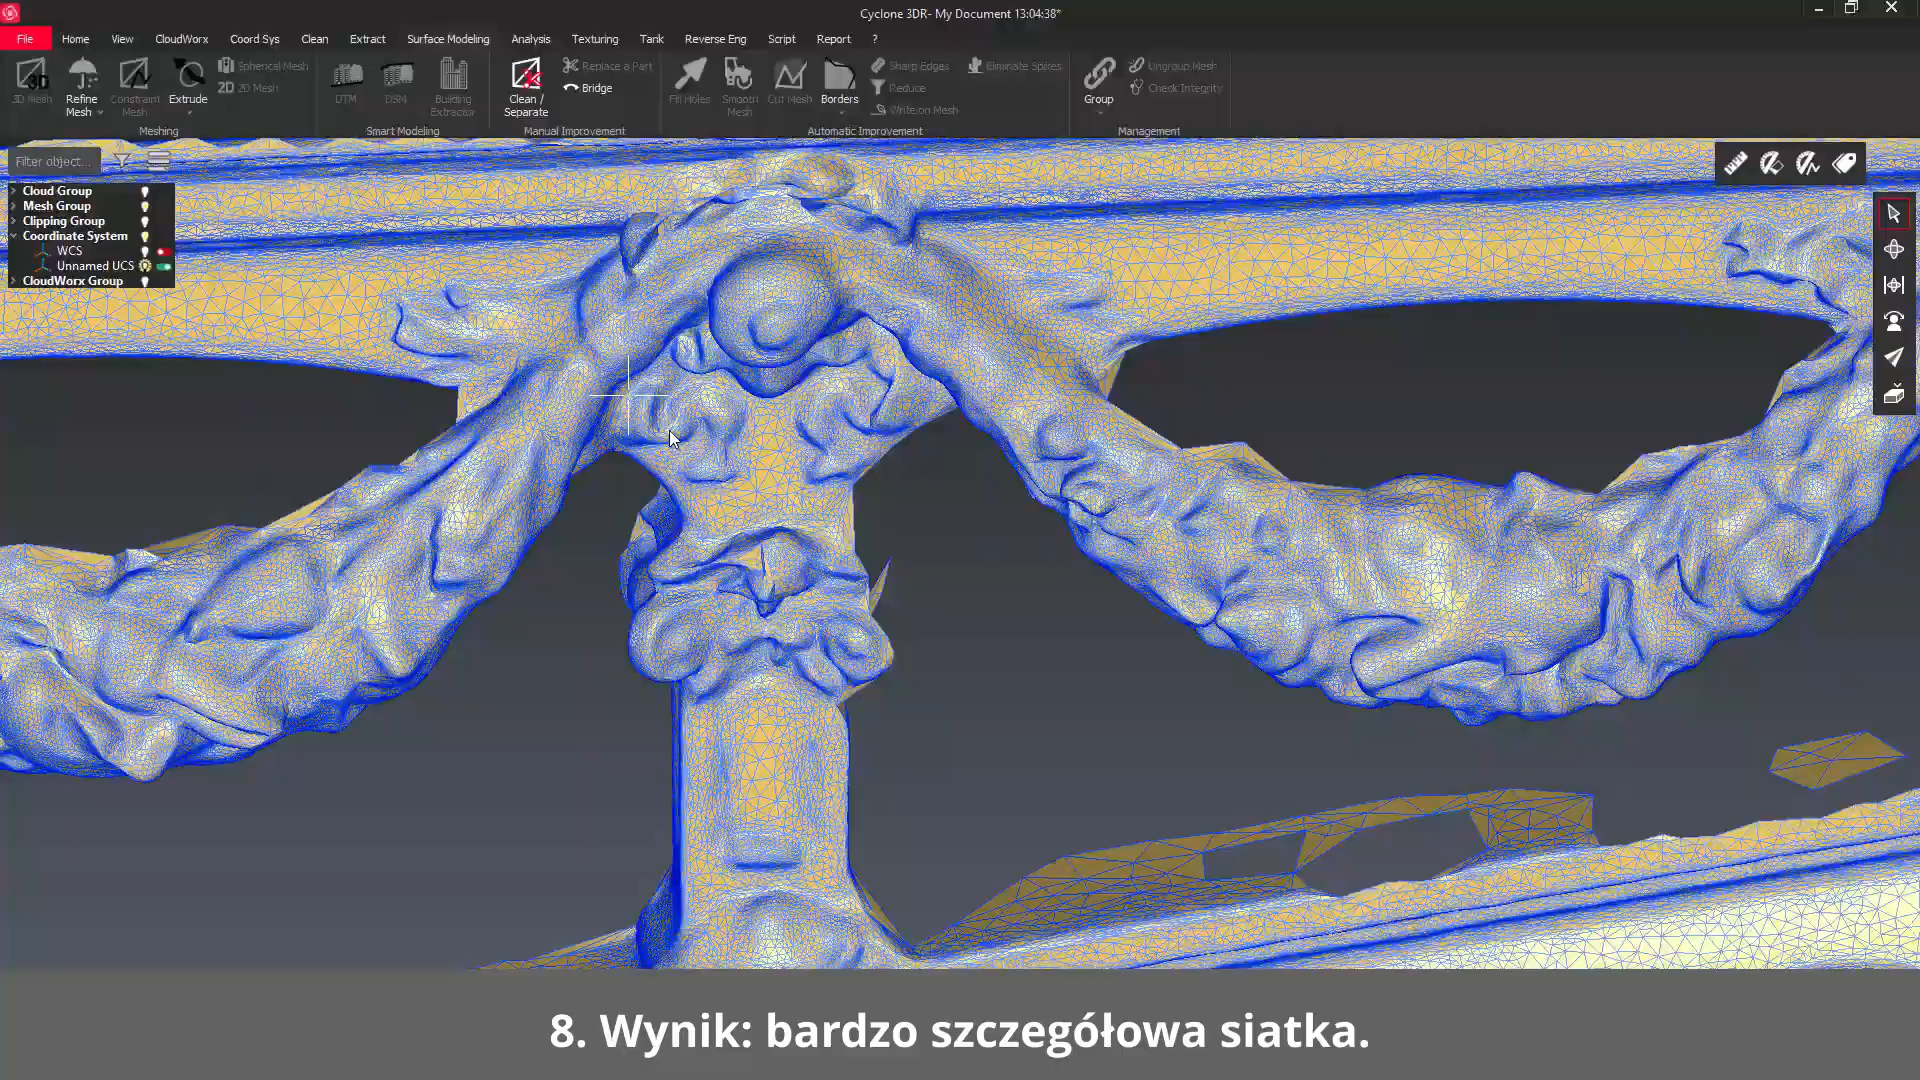 Cyclone 3DR- My Document 13:04:38*
File Home View CloudWorx Coord Sys Clean Extract Surface Modeling Analysis Texturing Tank Reverse Eng Script Report ?
3D Mesh
Refine Mesh
Constraint Mesh
Extrude
Spherical Mesh
2D 2D Mesh
Meshing
DTM
DSM
Building Extractor
Smart Modeling
Clean / Separate
Replace a Part
Bridge
Manual Improvement
Fill Holes
Smooth Mesh
Cut Mesh
Borders
Sharp Edges
Reduce
Write on Mesh
Eliminate Spikes
Automatic Improvement
Group
Ungroup Mesh
Check Integrity
Management
Filter object...
Cloud Group
Mesh Group
Clipping Group
Coordinate System
WCS
Unnamed UCS
CloudWorx Group
8. Wynik: bardzo szczegółowa siatka.